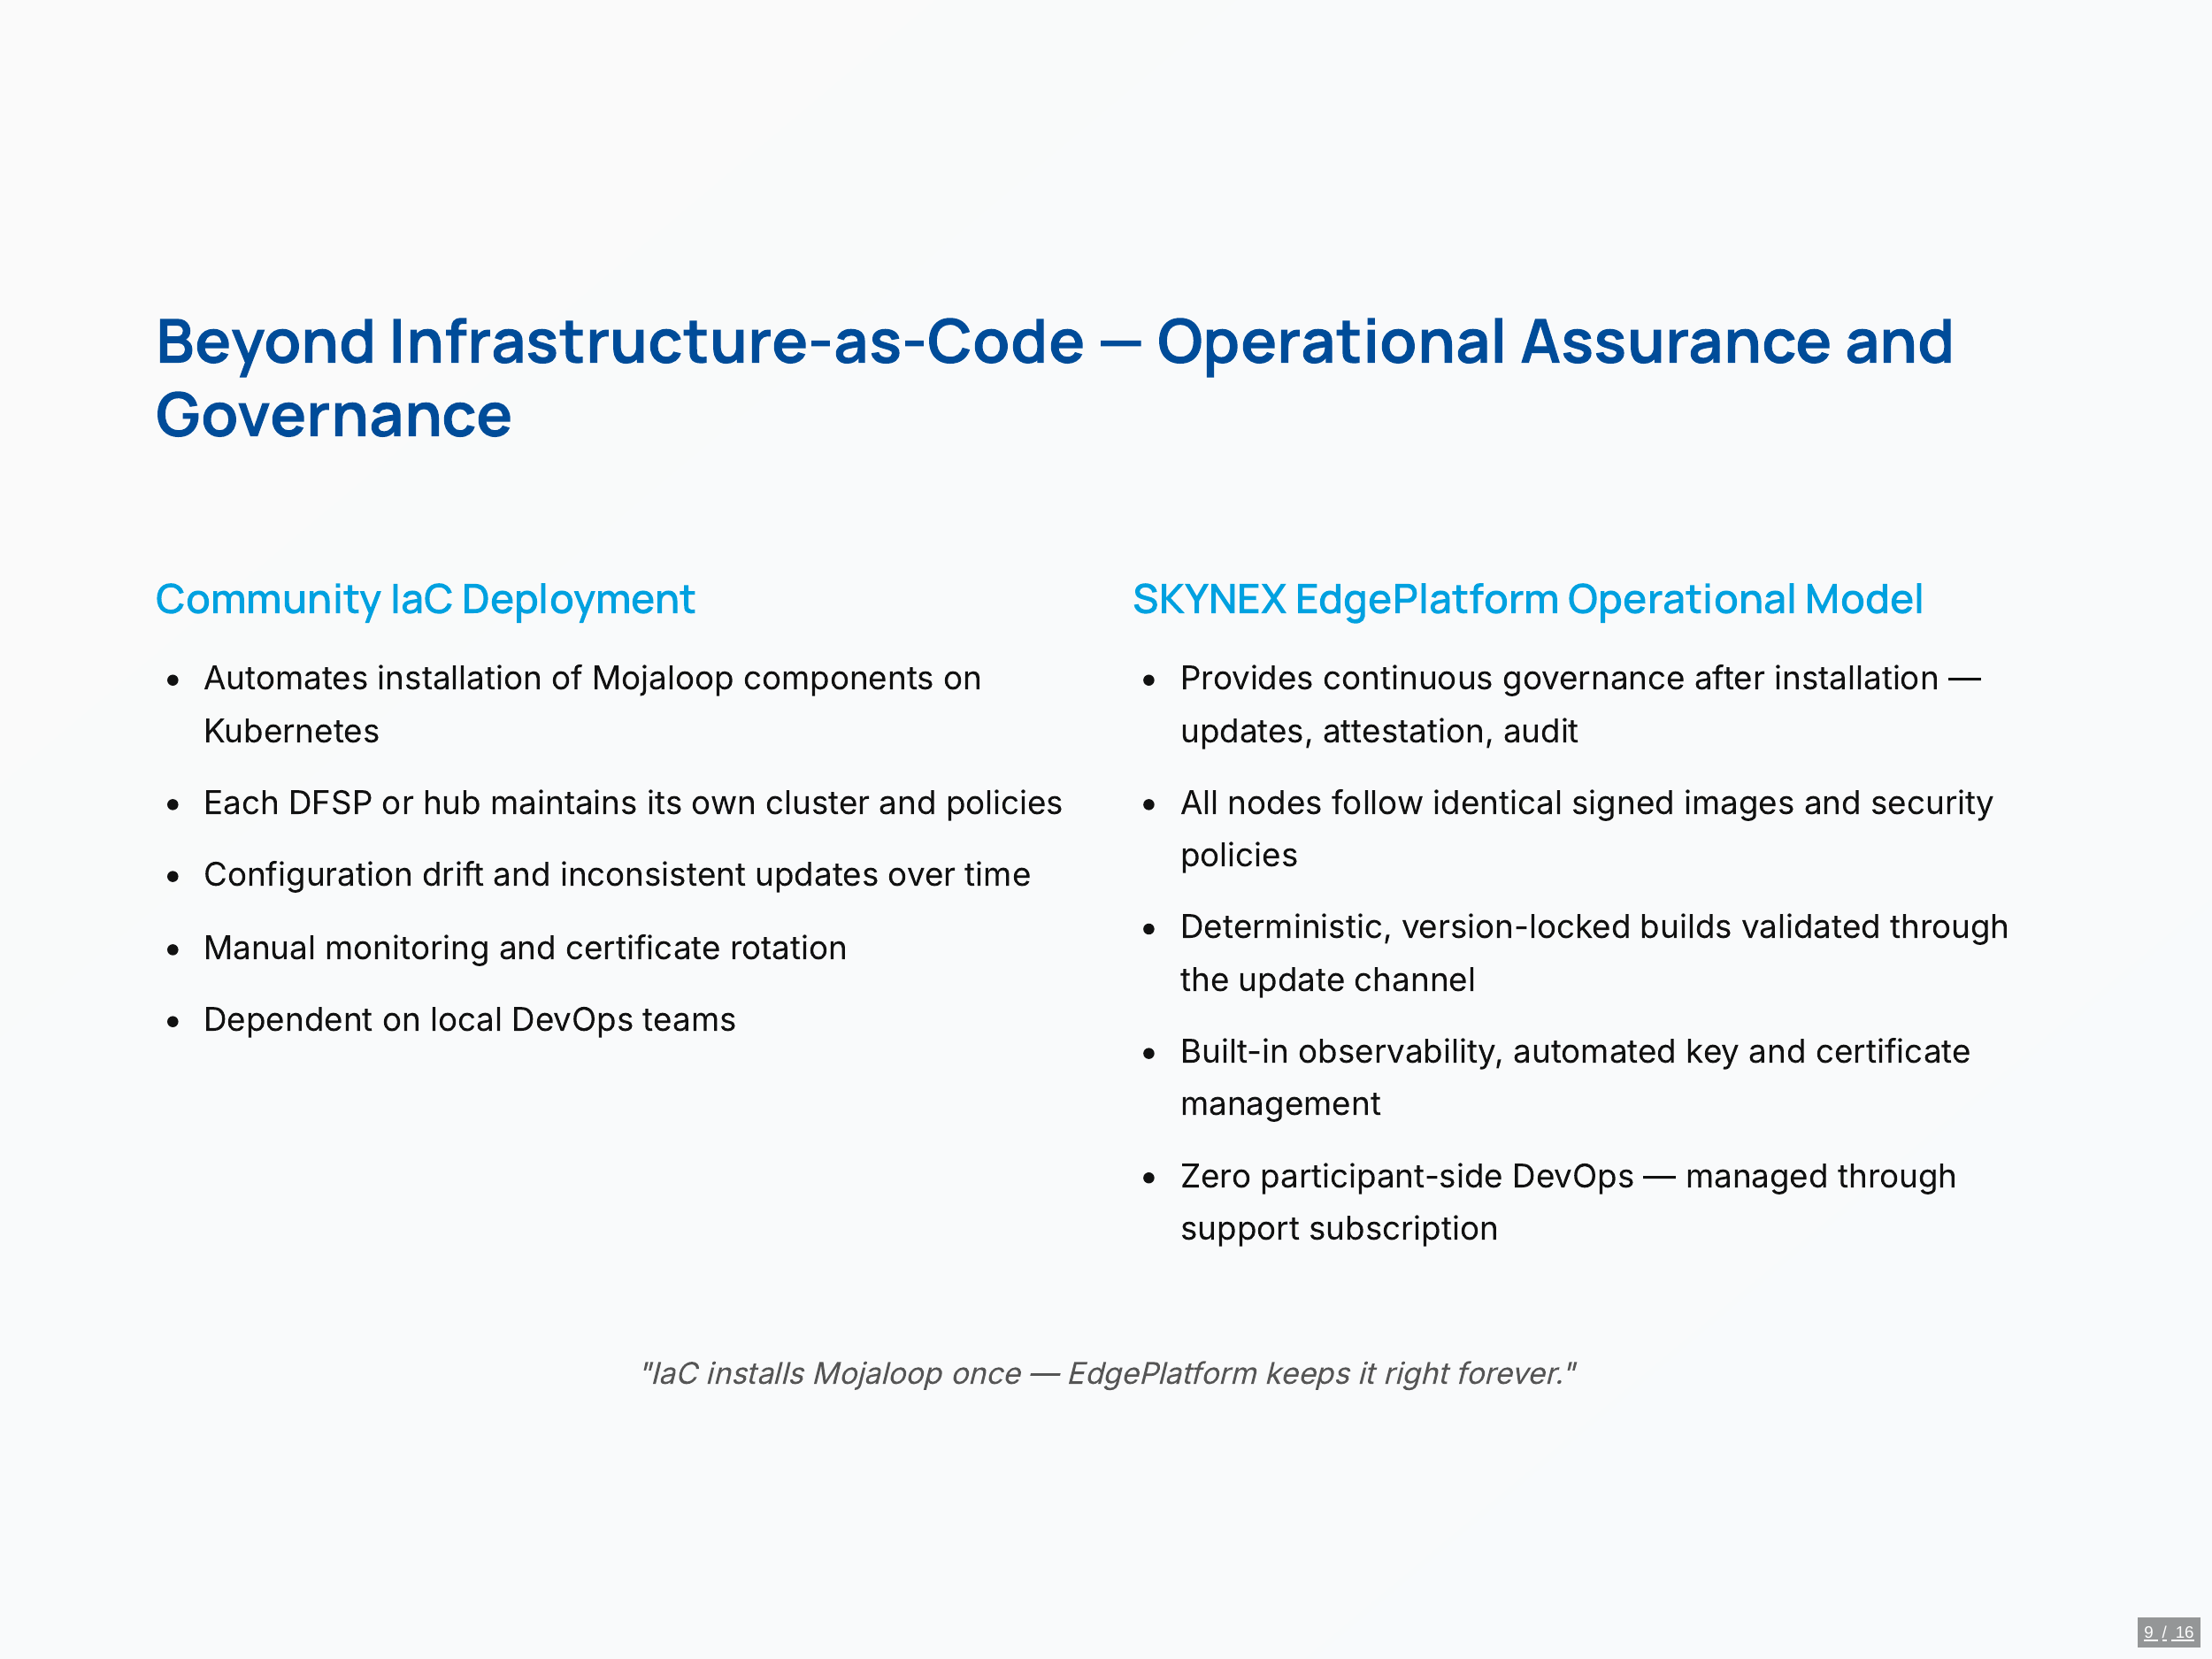 Beyond Infrastructure-as-Code — Operational Assurance and
Governance
Community IaC Deployment
• Automates installation of Mojaloop components on
Kubernetes
• Each DFSP or hub maintains its own cluster and policies
• Configuration drift and inconsistent updates over time
• Manual monitoring and certificate rotation
• Dependent on local DevOps teams
SKYNEX EdgePlatform Operational Model
• Provides continuous governance after installation —
updates, attestation, audit
• All nodes follow identical signed images and security
policies
• Deterministic, version-locked builds validated through
the update channel
• Built-in observability, automated key and certificate
management
• Zero participant-side DevOps — managed through
support subscription
"IaC installs Mojaloop once — EdgePlatform keeps it right forever."
9 / 16